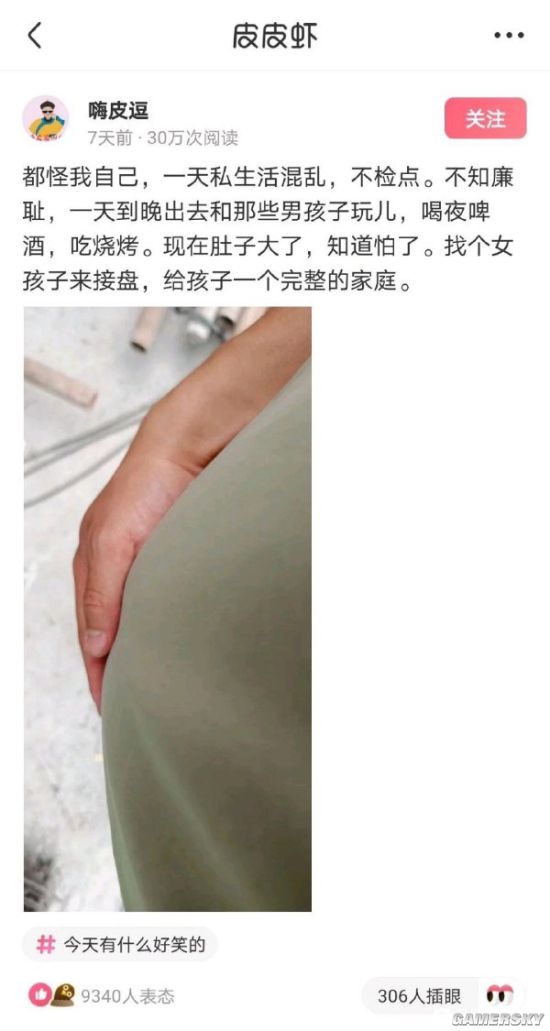 皮皮虾
嗨皮逗
7天前 · 30万次阅读
关注
都怪我自己，一天私生活混乱，不检点。不知廉
耻，一天到晚出去和那些男孩子玩儿，喝夜啤
酒，吃烧烤。现在肚子大了，知道怕了。找个女
孩子来接盘，给孩子一个完整的家庭。
# 今天有什么好笑的
9340人表态
306人插眼
GAMERSKY